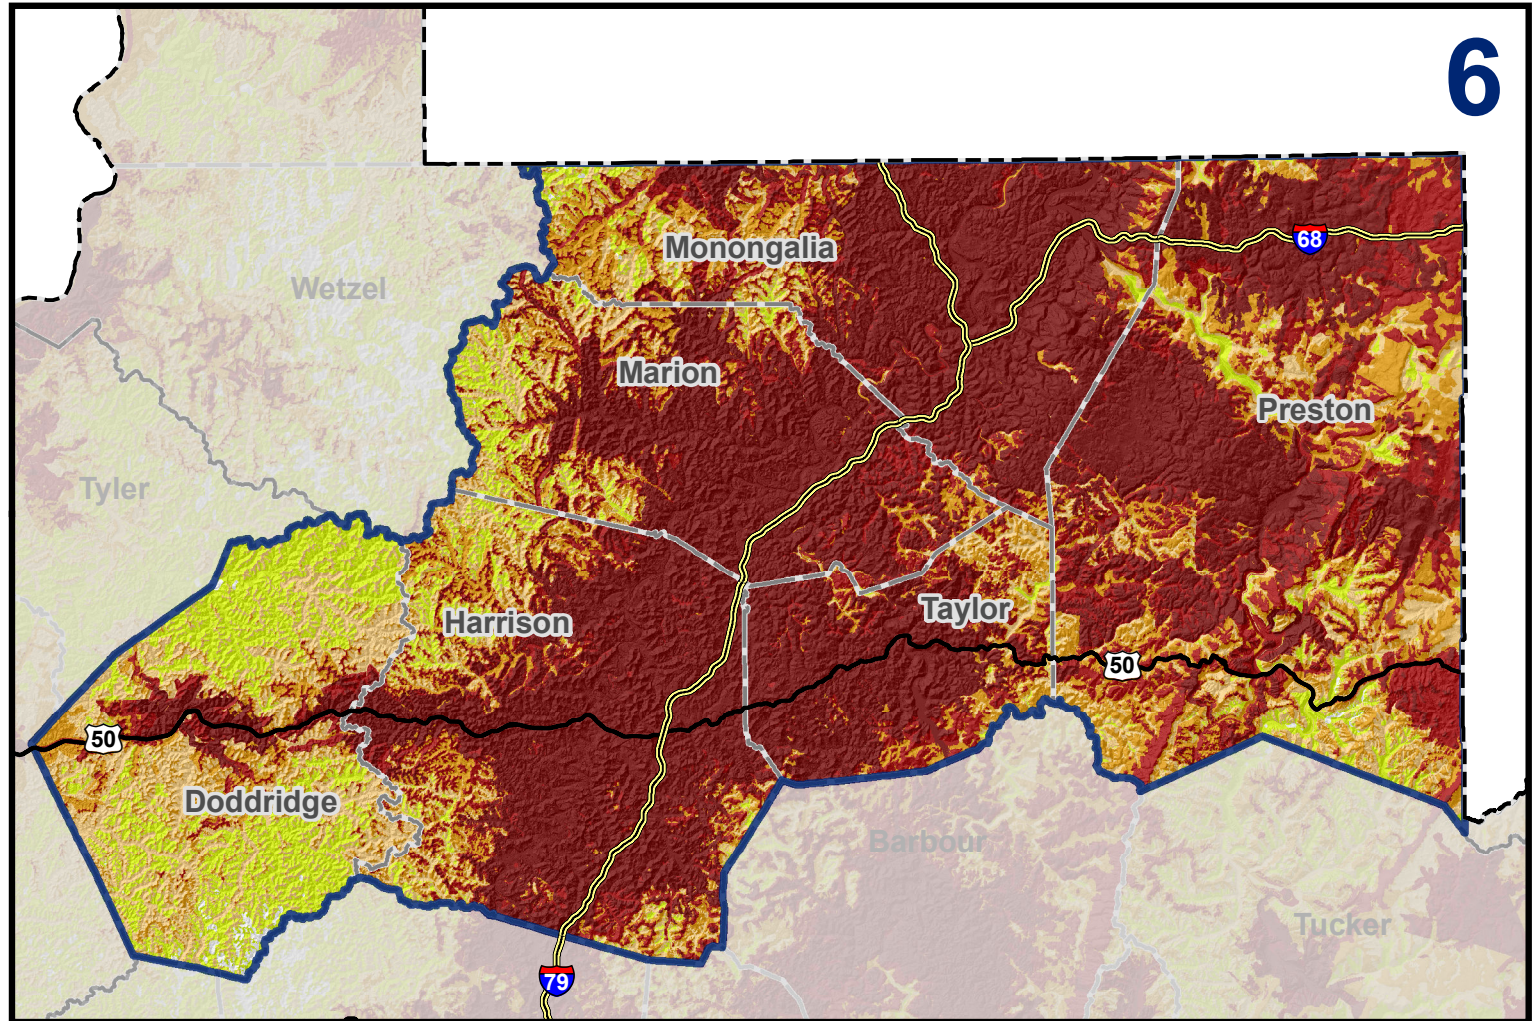 6
68
Monongalia
Wetzel
Marion
Preston
Tyler
Taylor
Harrison
50
50
Doddridge
Barbour
Tucker
79